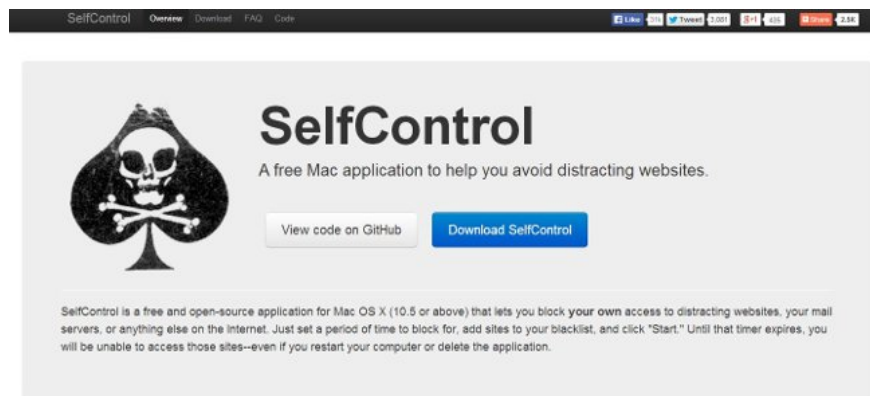 SelfControl Overview Download FAQ Code Like Tweet 2,081 g+1 435 Share 2.5K
SelfControl
A free Mac application to help you avoid distracting websites.
View code on GitHub Download SelfControl
SelfControl is a free and open-source application for Mac OS X (10.5 or above) that lets you block your own access to distracting websites, your mail
servers, or anything else on the Internet. Just set a period of time to block for, add sites to your blacklist, and click "Start." Until that timer expires, you
will be unable to access those sites--even if you restart your computer or delete the application.